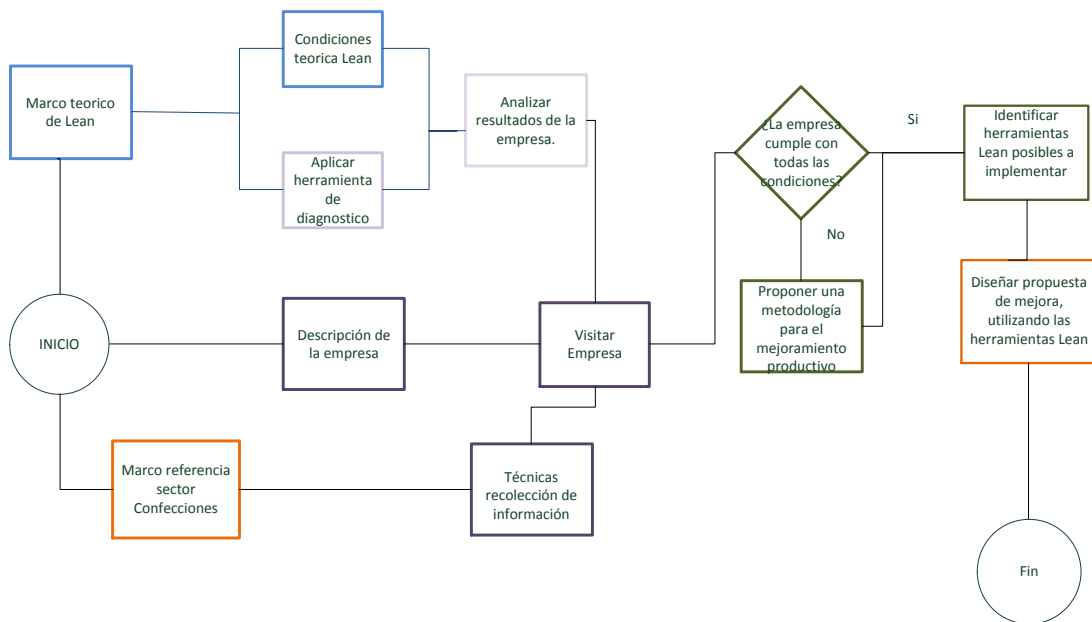 Condiciones
teorica Lean
Marco teorico
de Lean
Aplicar
herramienta
de
diagnostico
Analizar
resultados de la
empresa.
¿La empresa
cumple con
todas las
condiciones?
Si
No
Identificar
herramientas
Lean posibles a
implementar
Proponer una
metodología
para el
mejoramiento
productivo
Diseñar propuesta
de mejora,
utilizando las
herramientas Lean
INICIO
Descripción de
la empresa
Visitar
Empresa
Marco referencia
sector
Confecciones
Técnicas
recolección de
información
Fin